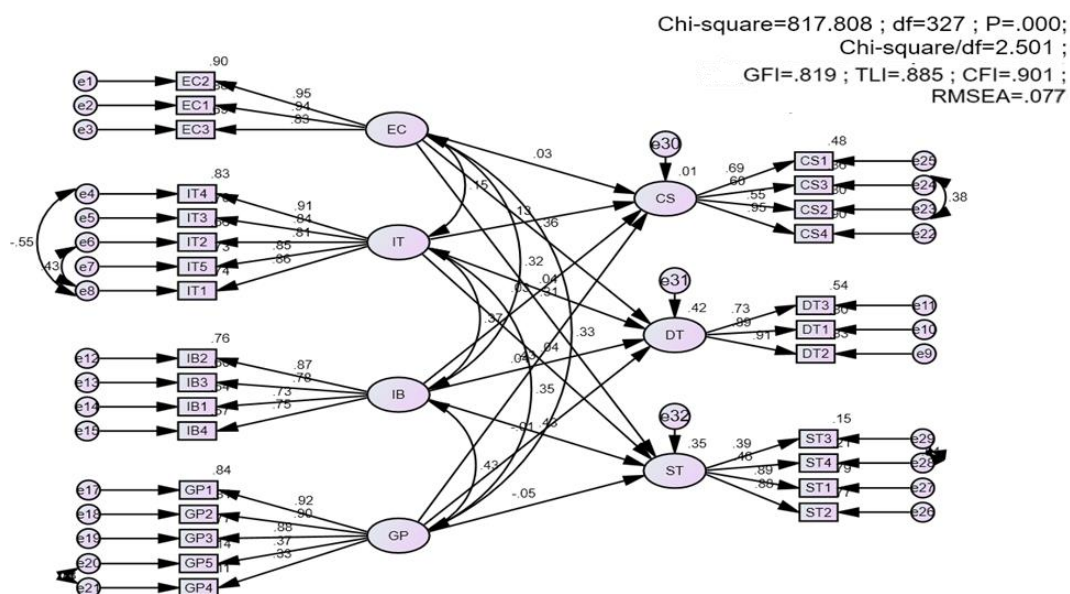 Chi-square=817.808 ; df=327 ; P=.000;
Chi-square/df=2.501 ;
GFI=.819 ; TLI=.885 ; CFI=.901 ;
RMSEA=.077
.90
e1 EC2
e2 EC1
e3 EC3
.95
.94
.83
EC
.83
e4 IT4
e5 IT3
e6 IT2
e7 IT5
e8 IT1
-.55
.43
.91
.84
.81
.85
.86
IT
.76
e12 IB2
e13 IB3
e14 IB1
e15 IB4
.87
.78
.73
.75
IB
.84
e17 GP1
e18 GP2
e19 GP3
e20 GP5
e21 GP4
.92
.90
.88
.37
.33
GP
.03
.15
.13
.36
.32
.04
.37
.33
.04
.35
.43
.43
-.05
e30
.01
CS
.48
.69
.60
.55
.95
CS1 e25
CS3 e24
CS2 e23
CS4 e22
.38
e31
.42
DT
.54
.73
.89
.91
DT3 e11
DT1 e10
DT2 e9
e32
.35
ST
.15
.39
.46
.89
.88
ST3 e29
ST4 e28
ST1 e27
ST2 e26